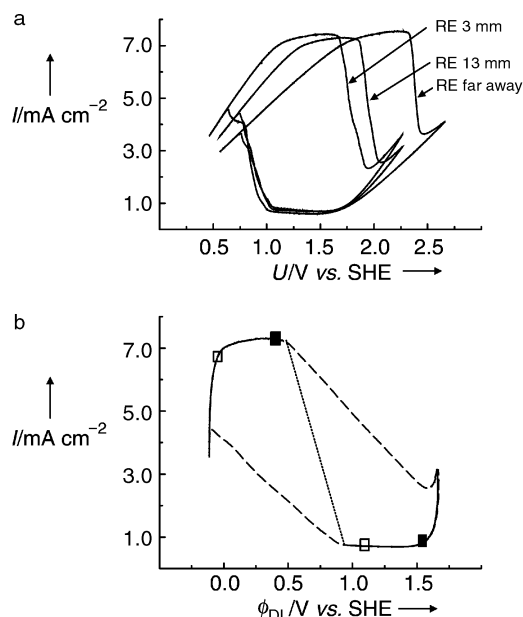 a
7.0
5.0
3.0
1.0
I/mA cm⁻²
RE 3 mm
RE 13 mm
RE far away
0.5 1.0 1.5 2.0 2.5
U/V vs. SHE
b
7.0
5.0
3.0
1.0
I/mA cm⁻²
0.0 0.5 1.0 1.5
ϕDL/V vs. SHE